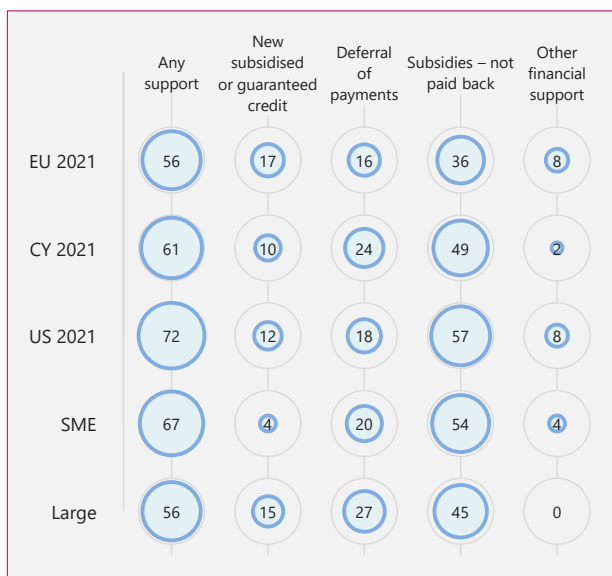 Any
support
New
subsidised
or guaranteed
credit
Deferral
of
payments
Subsidies – not
paid back
Other
financial
support
EU 2021 56 17 16 36 8
CY 2021 61 10 24 49 2
US 2021 72 12 18 57 8
SME 67 4 20 54 4
Large 56 15 27 45 0